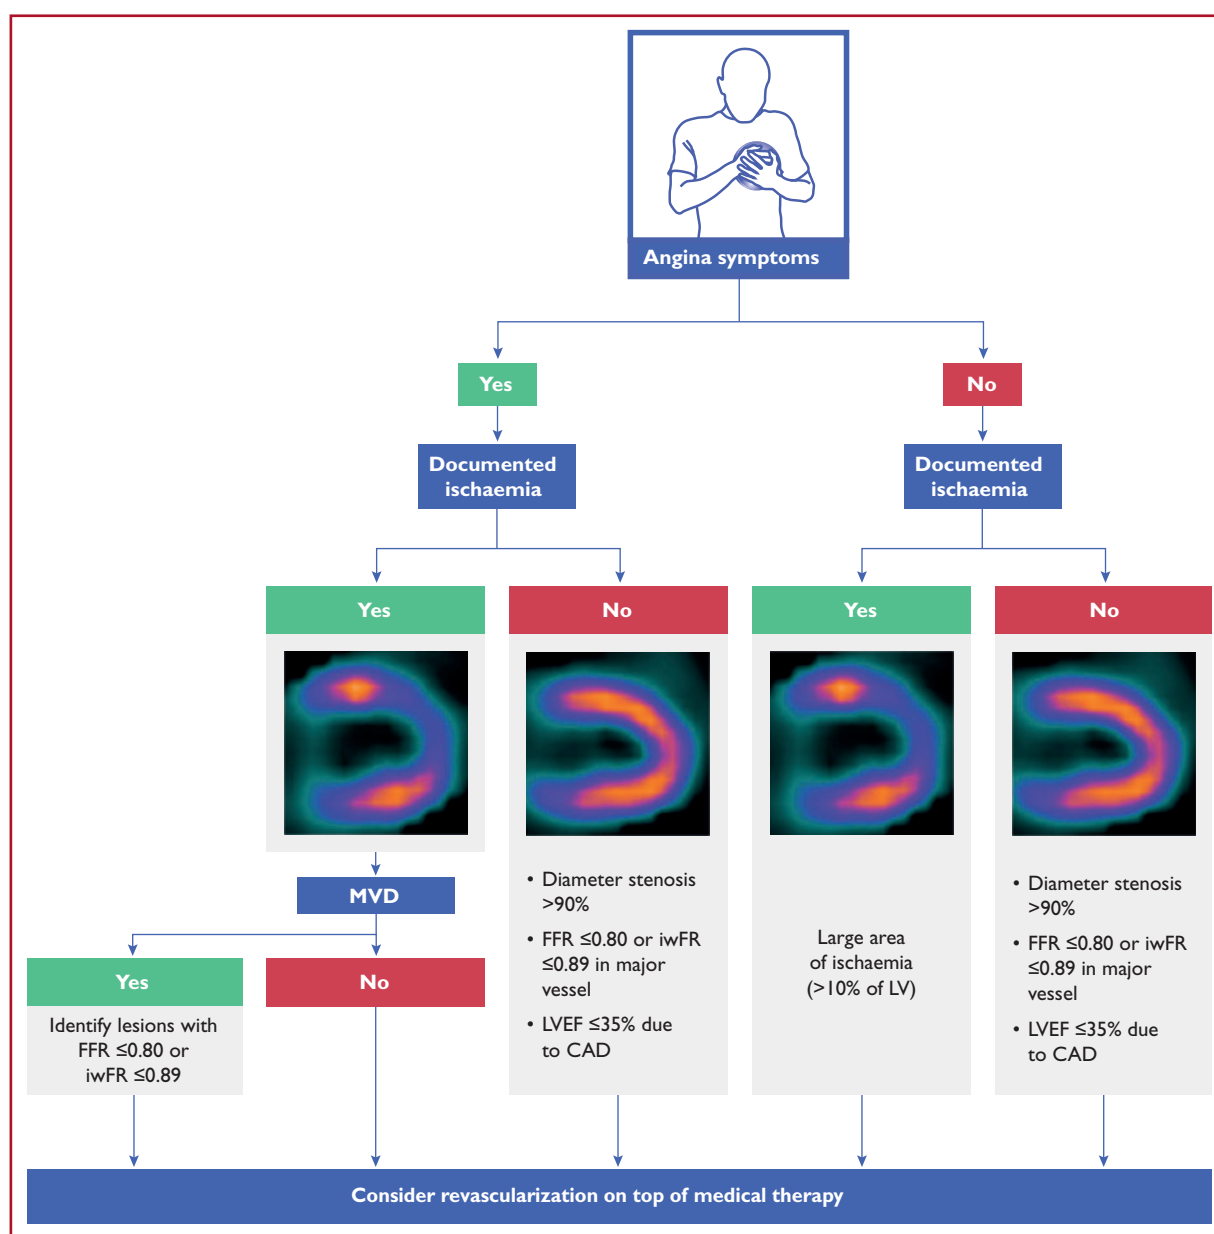 Angina symptoms
Yes
No
Documented
ischaemia
Documented
ischaemia
Yes
No
Yes
No
MVD
Yes
Identify lesions with
FFR ≤0.80 or
iwFR ≤0.89
No
• Diameter stenosis
>90%
• FFR ≤0.80 or iwFR
≤0.89 in major
vessel
• LVEF ≤35% due
to CAD
Large area
of ischaemia
(>10% of LV)
• Diameter stenosis
>90%
• FFR ≤0.80 or iwFR
≤0.89 in major
vessel
• LVEF ≤35% due
to CAD
Consider revascularization on top of medical therapy